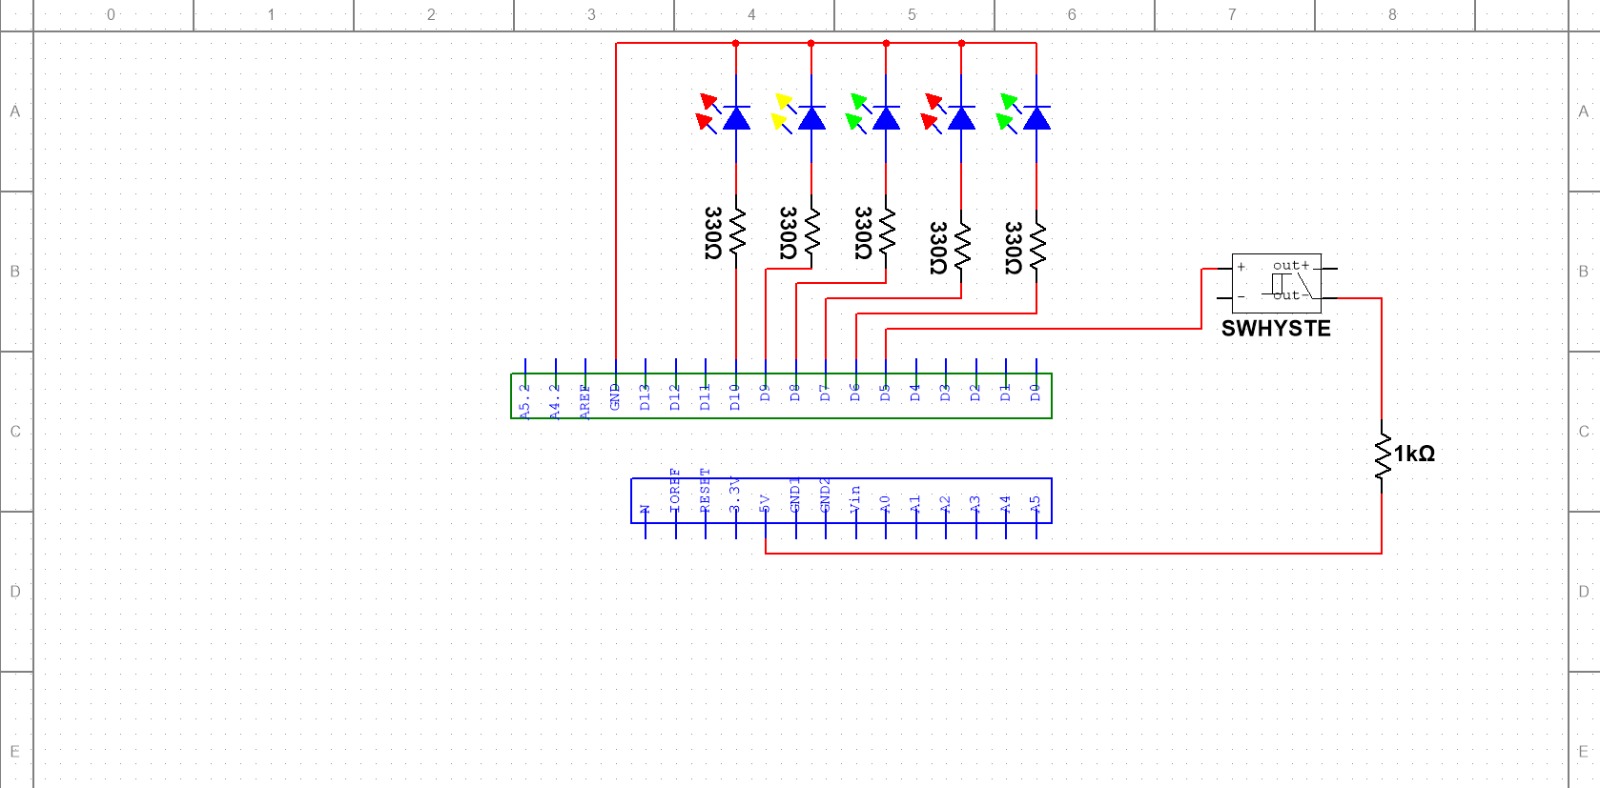 0 1 2 3 4 5 6 7 8
A A
330Ω 330Ω 330Ω 330Ω 330Ω
B B
+ out+
- out-
SWHYSTE
A5.2 A4.2 AREF GND D13 D12 D11 D10 D9 D8 D7 D6 D5 D4 D3 D2 D1 D0
C C
1kΩ
N IOREF RESET 3.3V 5V GND1 GND2 Vin A0 A1 A2 A3 A4 A5
D D
E E